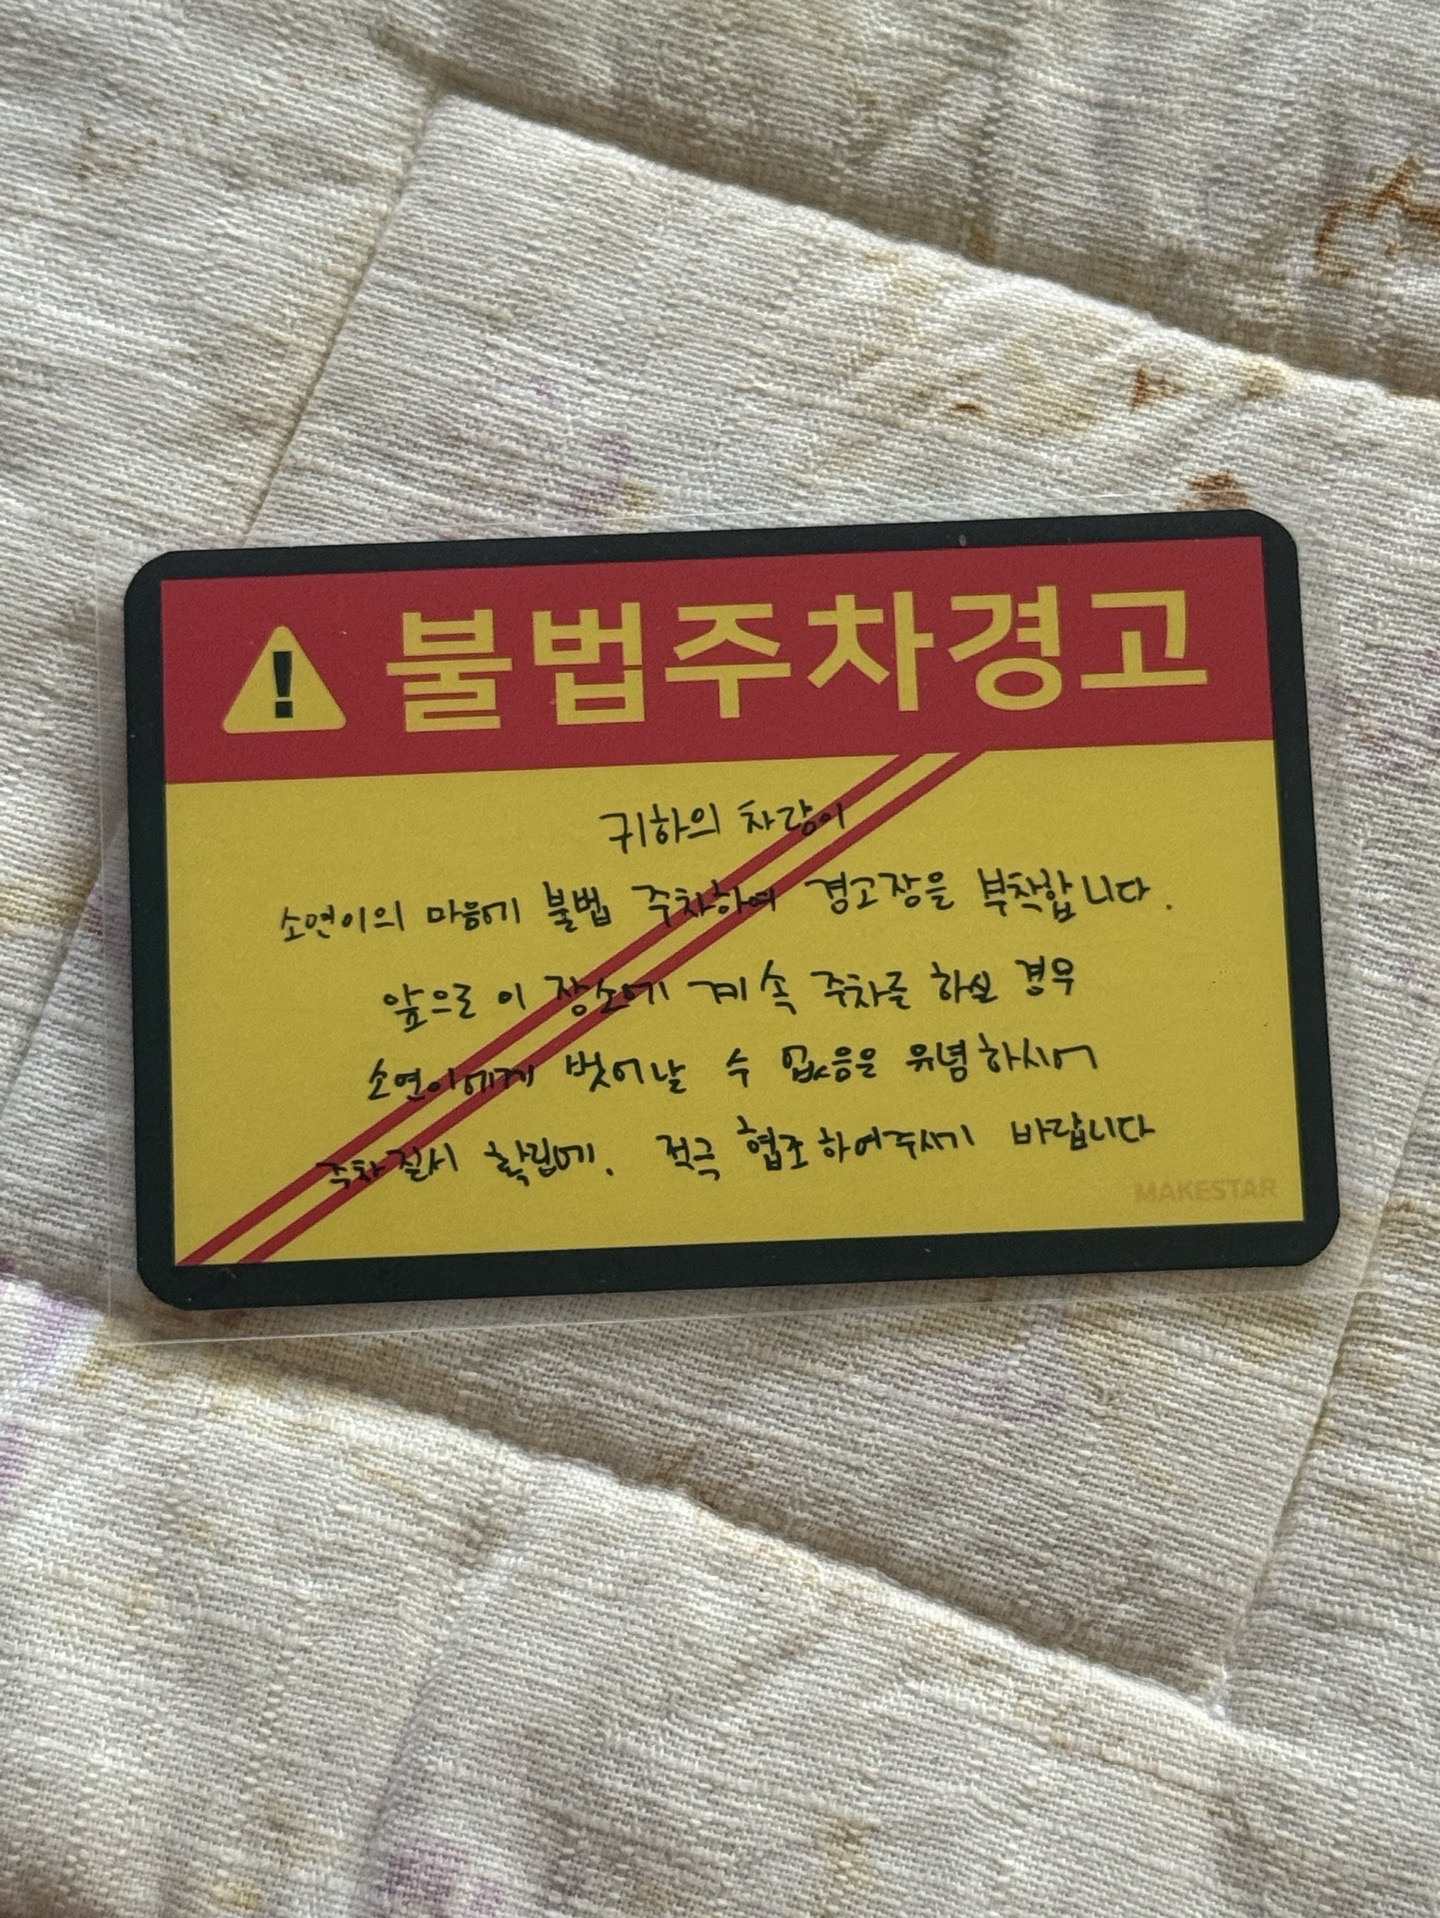 불법주차경고
귀하의 차량이
소연이의 마음에 불법 주차하여 경고장을 부착합니다.
앞으로 이 장소에 계속 주차를 하실 경우
소연이에게 벗어날 수 없음은 유념하시어
주차질서 확립에. 적극 협조하여주시기 바랍니다
MAKESTAR